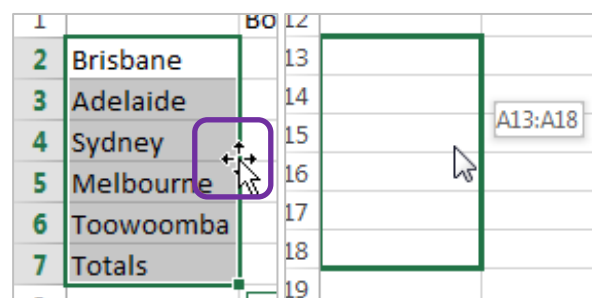 1 Bo
2 Brisbane
3 Adelaide
4 Sydney
5 Melbourne
6 Toowoomba
7 Totals
12
13
14
A13:A18
15
16
17
18
19